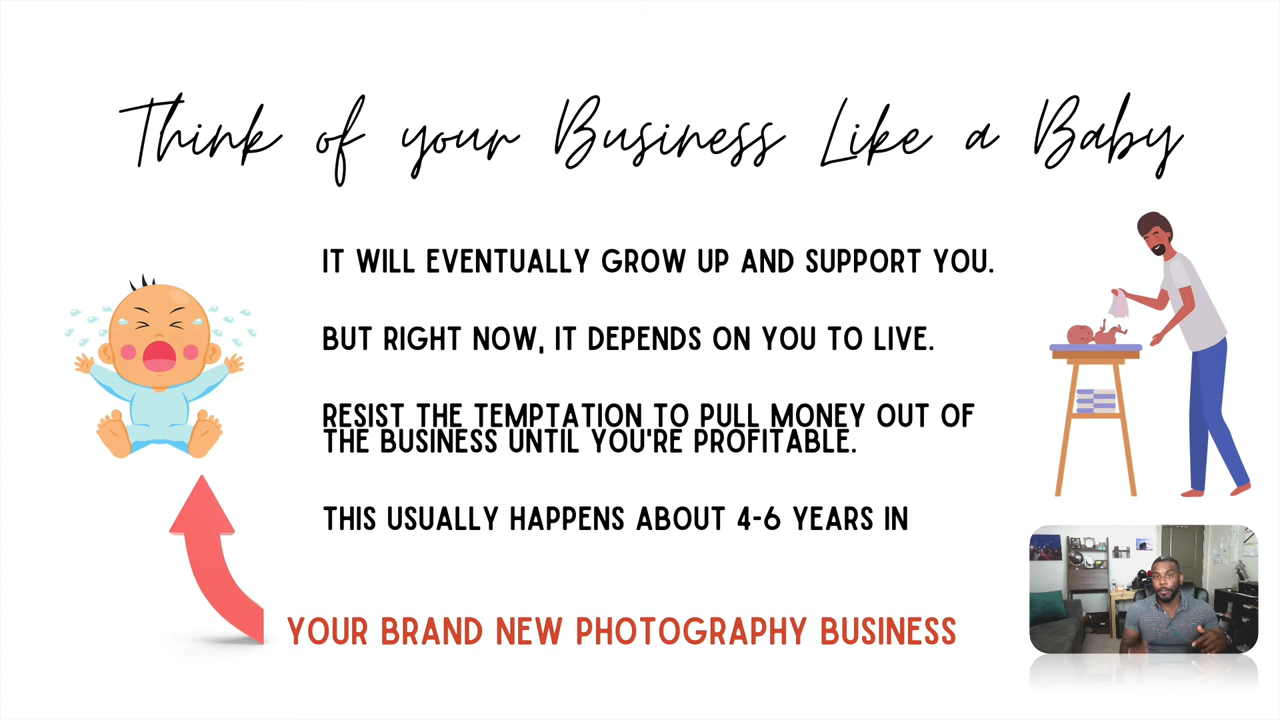 Think of your Business Like a Baby
IT WILL EVENTUALLY GROW UP AND SUPPORT YOU.
BUT RIGHT NOW, IT DEPENDS ON YOU TO LIVE.
RESIST THE TEMPTATION TO PULL MONEY OUT OF
THE BUSINESS UNTIL YOU'RE PROFITABLE.
THIS USUALLY HAPPENS ABOUT 4-6 YEARS IN
YOUR BRAND NEW PHOTOGRAPHY BUSINESS